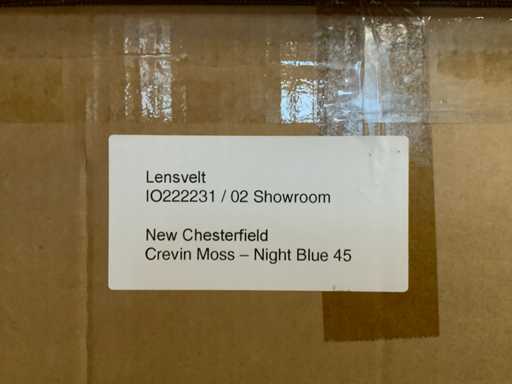 Lensvelt
IO222231 / 02 Showroom
New Chesterfield
Crevin Moss – Night Blue 45